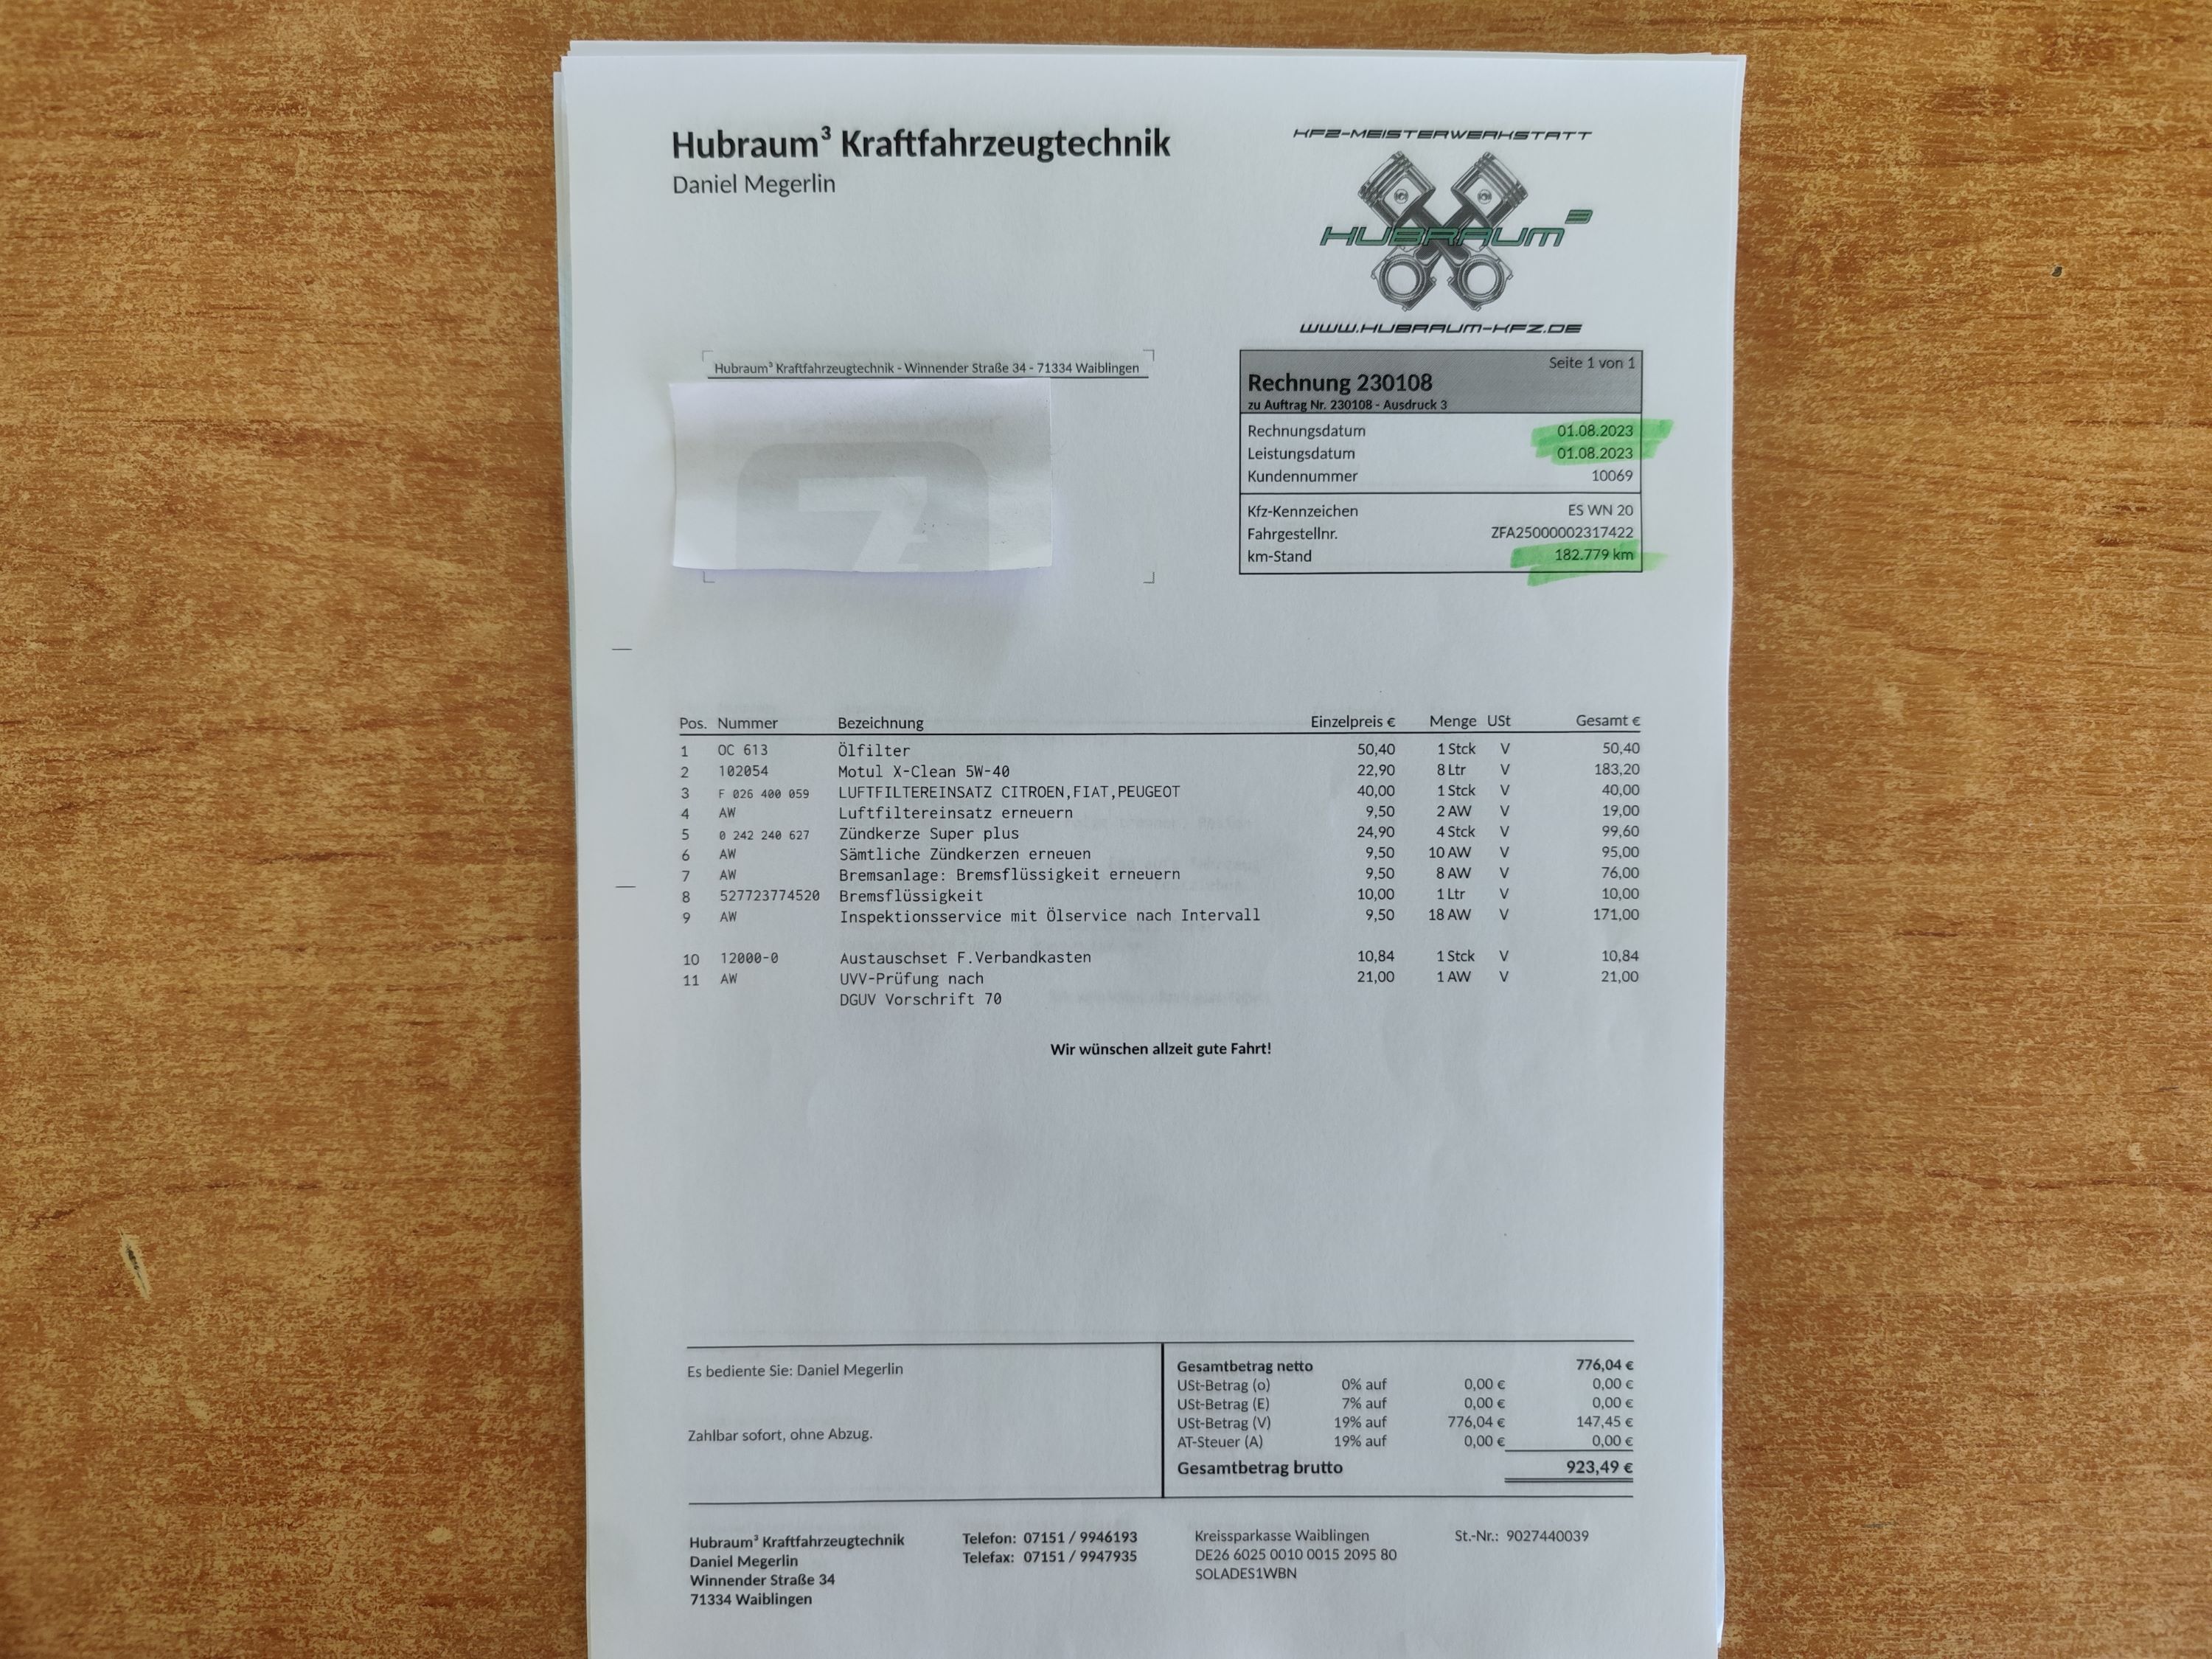 Hubraum³ Kraftfahrzeugtechnik
Daniel Megerlin
KFZ-MEISTERWERKSTATT
HUBRAUM³
WWW.HUBRAUM-KFZ.DE
Hubraum³ Kraftfahrzeugtechnik - Winnender Straße 34 - 71334 Waiblingen
Seite 1 von 1
Rechnung 230108
zu Auftrag Nr. 230108 - Ausdruck 3
Rechnungsdatum 01.08.2023
Leistungsdatum 01.08.2023
Kundennummer 10069
Kfz-Kennzeichen ES WN 20
Fahrgestellnr. ZFA25000002317422
km-Stand 182.779 km
Pos. Nummer Bezeichnung Einzelpreis € Menge USt Gesamt €
1 OC 613 Ölfilter 50,40 1 Stck V 50,40
2 102054 Motul X-Clean 5W-40 22,90 8 Ltr V 183,20
3 F 026 400 059 LUFTFILTEREINSATZ CITROEN,FIAT,PEUGEOT 40,00 1 Stck V 40,00
4 AW Luftfiltereinsatz erneuern 9,50 2 AW V 19,00
5 0 242 240 627 Zündkerze Super plus 24,90 4 Stck V 99,60
6 AW Sämtliche Zündkerzen erneuen 9,50 10 AW V 95,00
7 AW Bremsanlage: Bremsflüssigkeit erneuern 9,50 8 AW V 76,00
8 527723774520 Bremsflüssigkeit 10,00 1 Ltr V 10,00
9 AW Inspektionsservice mit Ölservice nach Intervall 9,50 18 AW V 171,00
10 12000-0 Austauschset F.Verbandkasten 10,84 1 Stck V 10,84
11 AW UVV-Prüfung nach 21,00 1 AW V 21,00
DGUV Vorschrift 70
Wir wünschen allzeit gute Fahrt!
Es bediente Sie: Daniel Megerlin
Zahlbar sofort, ohne Abzug.
Gesamtbetrag netto 776,04 €
USt-Betrag (o) 0% auf 0,00 € 0,00 €
USt-Betrag (E) 7% auf 0,00 € 0,00 €
USt-Betrag (V) 19% auf 776,04 € 147,45 €
AT-Steuer (A) 19% auf 0,00 € 0,00 €
Gesamtbetrag brutto 923,49 €
Hubraum³ Kraftfahrzeugtechnik
Daniel Megerlin
Winnender Straße 34
71334 Waiblingen
Telefon: 07151 / 9946193
Telefax: 07151 / 9947935
Kreissparkasse Waiblingen
DE26 6025 0010 0015 2095 80
SOLADES1WBN
St.-Nr.: 9027440039